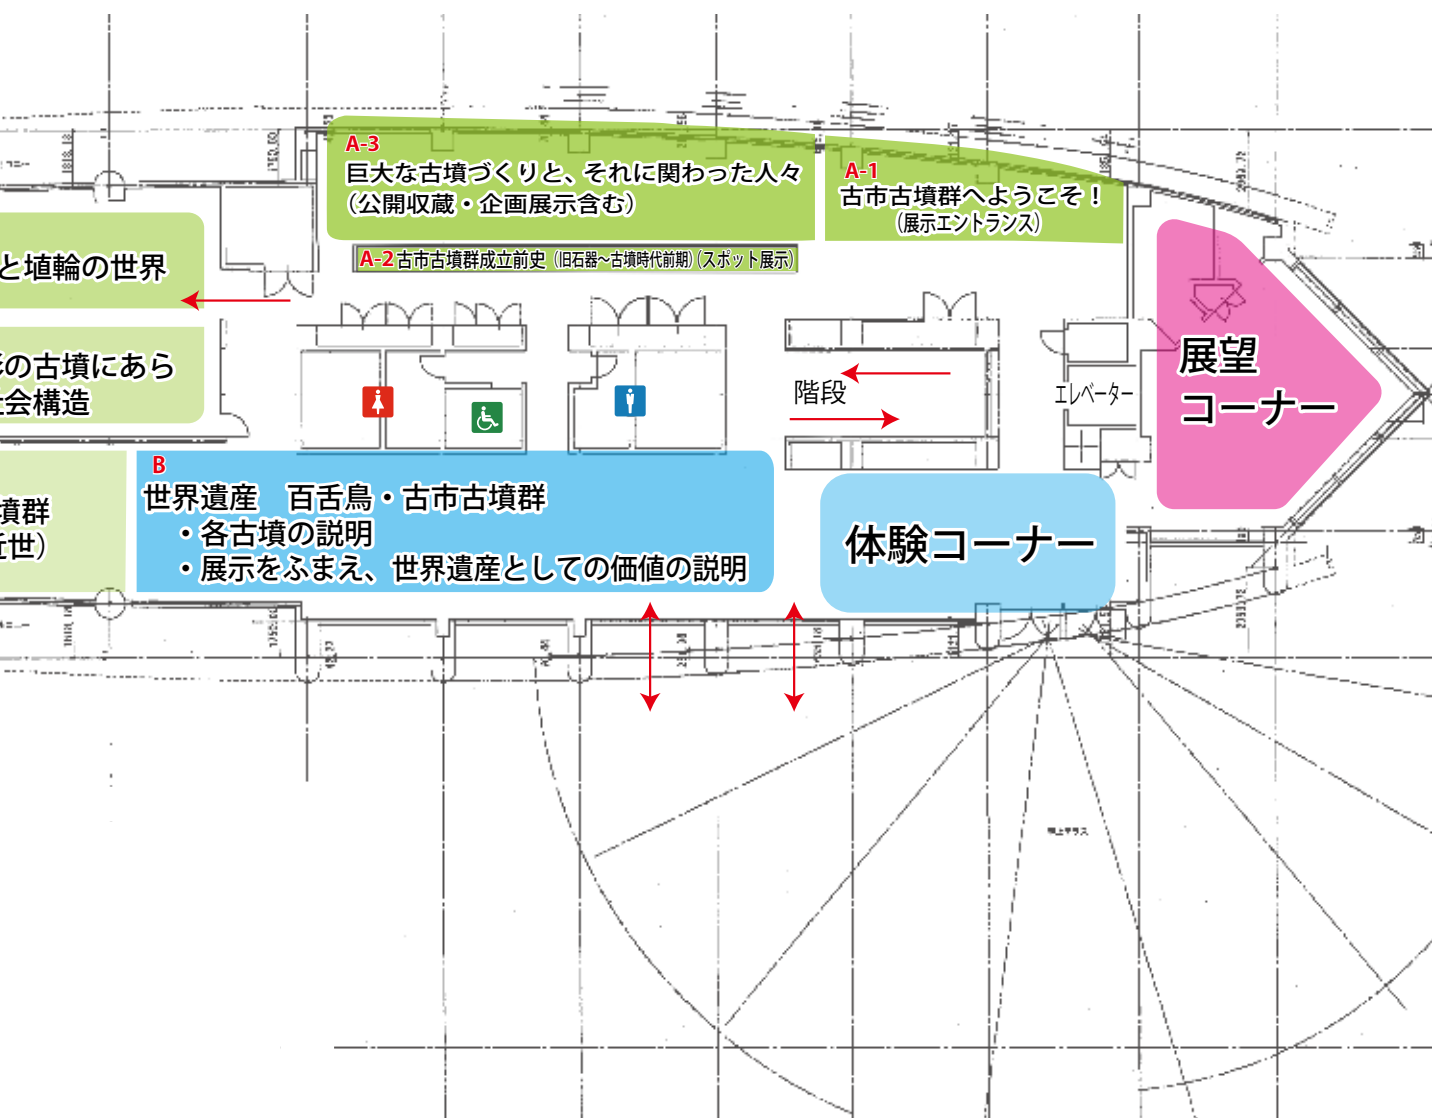 A-3
巨大な古墳づくりと、それに関わった人々
（公開収蔵・企画展示含む）
A-1
古市古墳群へようこそ！
（展示エントランス）
A-2古市古墳群成立前史（旧石器～古墳時代前期）（スポット展示）
と埴輪の世界
の古墳にあら
会構造
階段
エレベーター
展望
コーナー
墳群
近世）
B
世界遺産　百舌鳥・古市古墳群
・各古墳の説明
・展示をふまえ、世界遺産としての価値の説明
体験コーナー